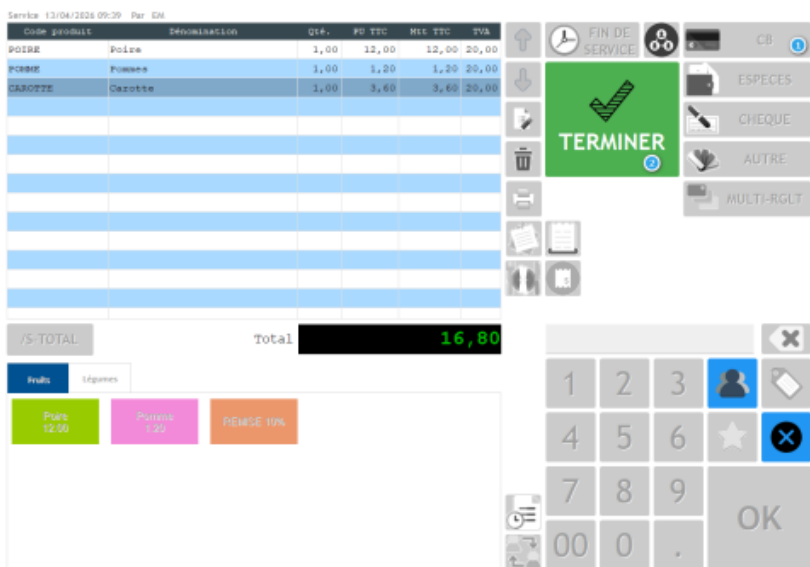 Service 13/04/2026 09:39 Par EM
Code produit Dénomination Qté. PU TTC Mtt TTC TVA
POIRE Poire 1,00 12,00 12,00 20,00
POMME Pommes 1,00 1,20 1,20 20,00
CAROTTE Carotte 1,00 3,60 3,60 20,00
/S-TOTAL Total 16,80
Fruits Légumes
Poire
12.00
Pomme
1.20
REMISE 10%
FIN DE
SERVICE
CB 1
ESPECES
TERMINER
2
CHEQUE
AUTRE
MULTI-RGLT
1 2 3
4 5 6
7 8 9
00 0 .
OK